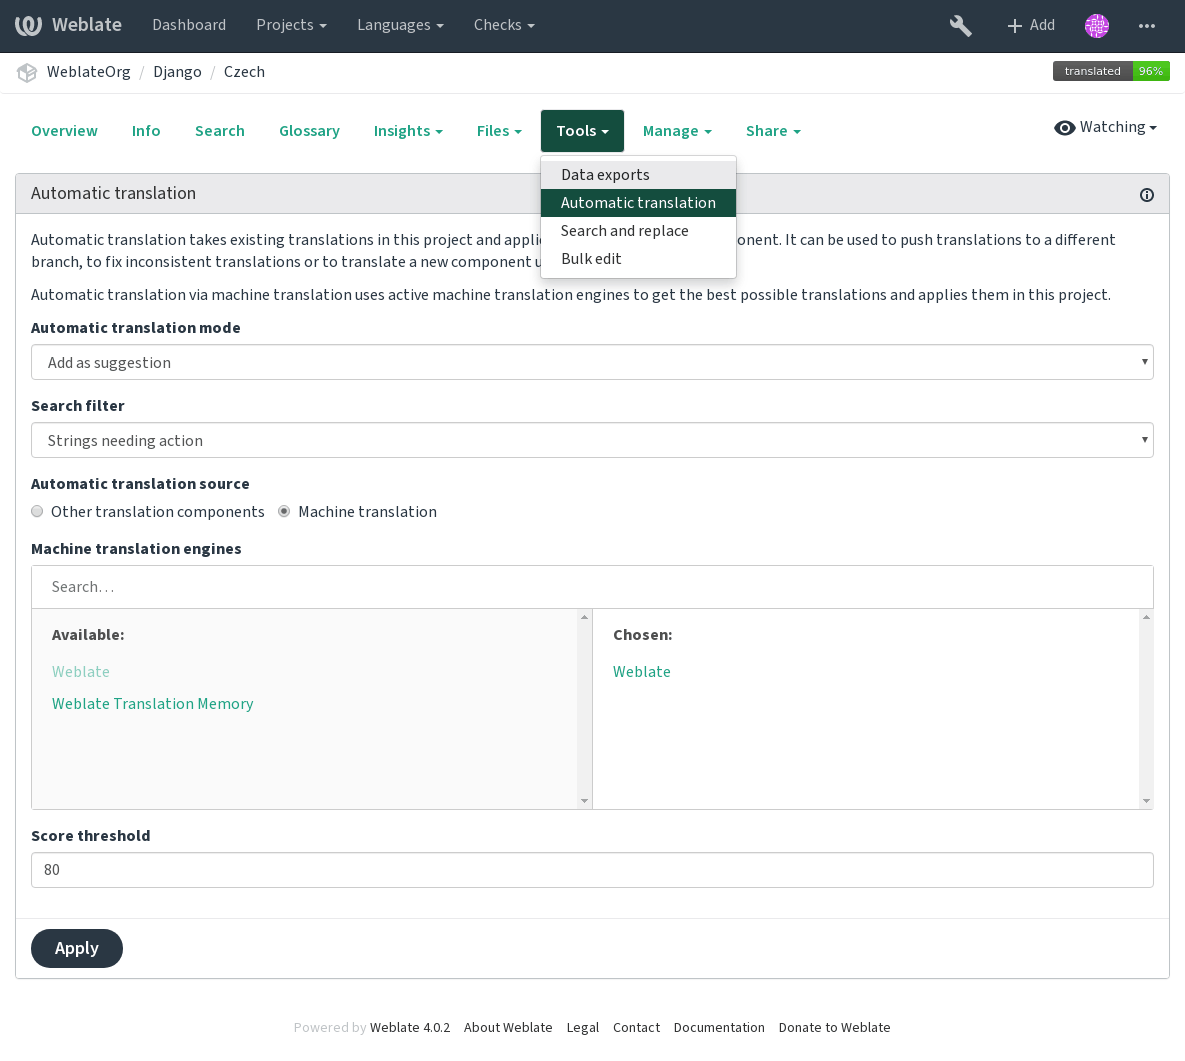 Weblate Dashboard Projects Languages Checks Add
WeblateOrg / Django / Czech translated 96%
Overview Info Search Glossary Insights Files Tools Manage Share Watching
Data exports
Automatic translation
Search and replace
Bulk edit
Automatic translation
Automatic translation takes existing translations in this project and onent. It can be used to push translations to a different
branch, to fix inconsistent translations or to translate a new component
Automatic translation via machine translation uses active machine translation engines to get the best possible translations and applies them in this project.
Automatic translation mode
Add as suggestion
Search filter
Strings needing action
Automatic translation source
Other translation components Machine translation
Machine translation engines
Search…
Available: Chosen:
Weblate Weblate
Weblate Translation Memory
Score threshold
80
Apply
Powered by Weblate 4.0.2 About Weblate Legal Contact Documentation Donate to Weblate